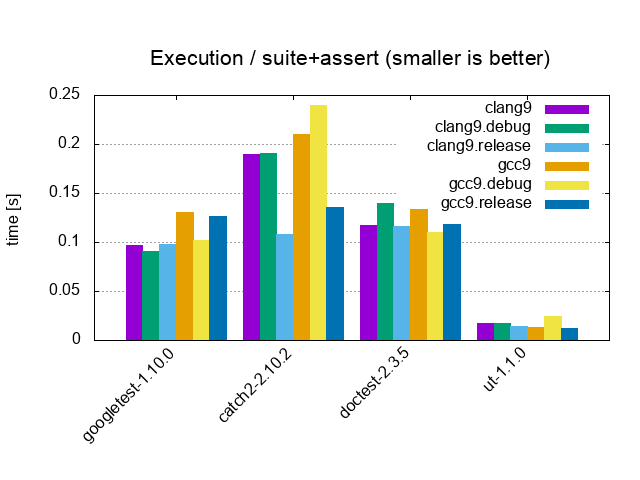 Execution / suite+assert (smaller is better)
time [s]
0.25
0.2
0.15
0.1
0.05
0
clang9
clang9.debug
clang9.release
gcc9
gcc9.debug
gcc9.release
googletest-1.10.0
catch2-2.10.2
doctest-2.3.5
ut-1.1.0